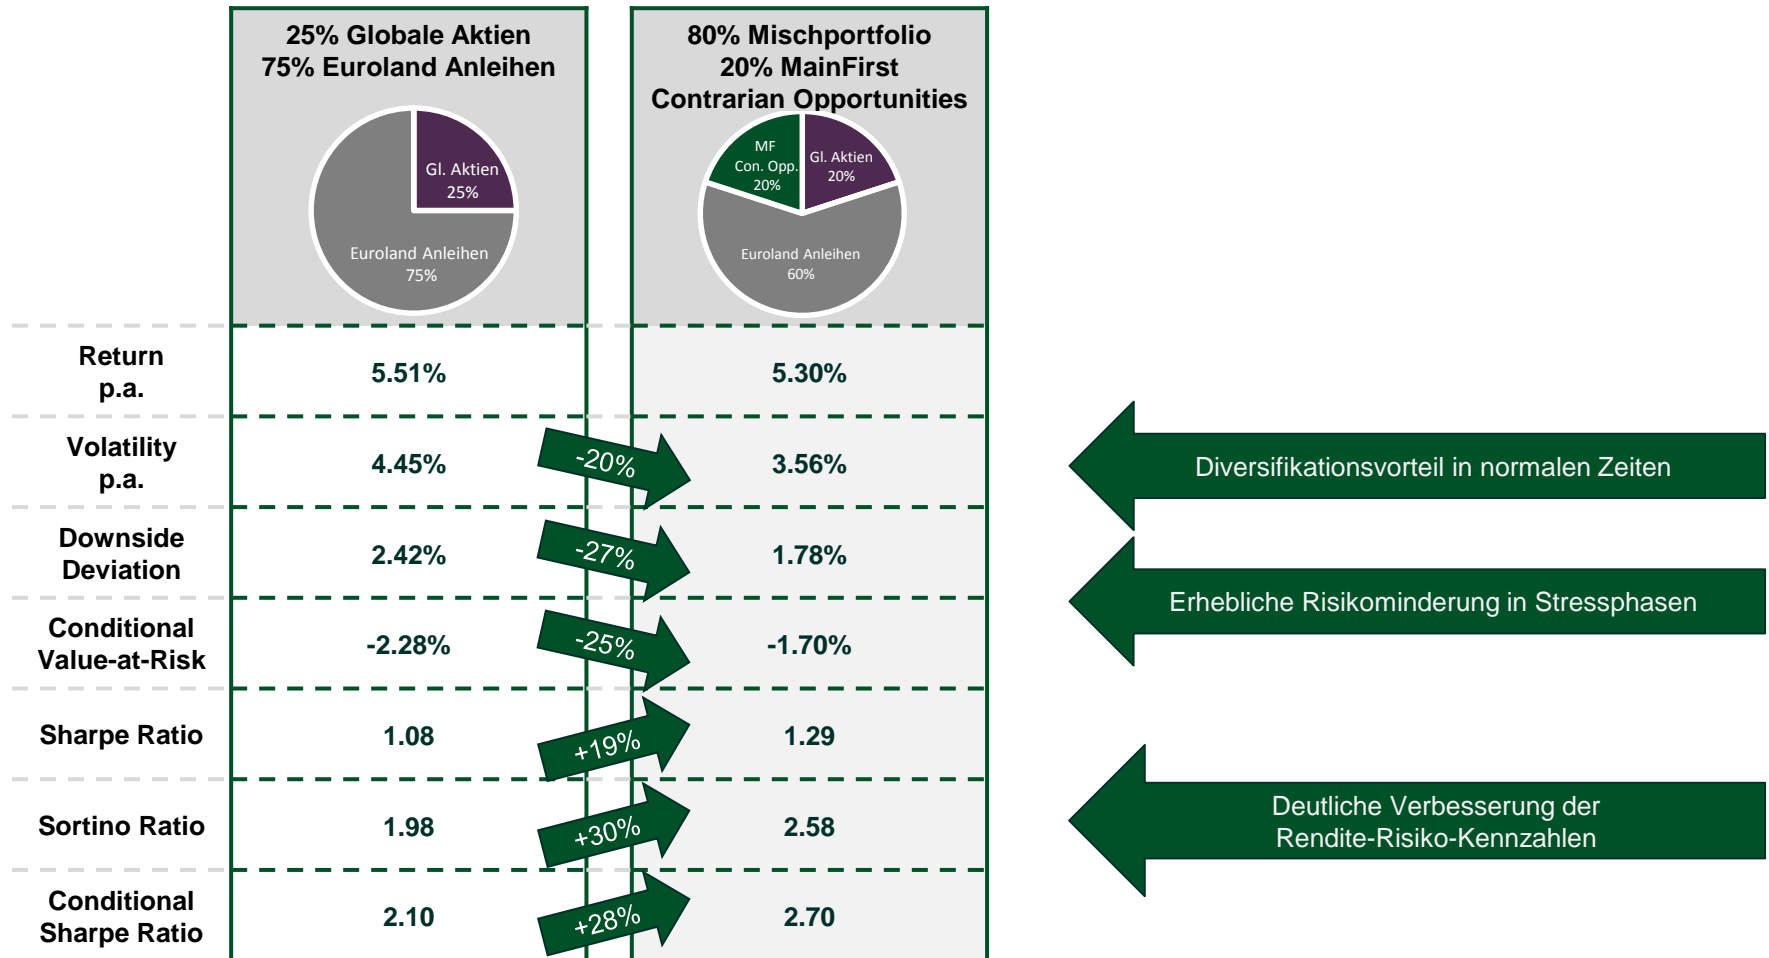 25% Globale Aktien
75% Euroland Anleihen
Gl. Aktien
25%
Euroland Anleihen
75%
80% Mischportfolio
20% MainFirst
Contrarian Opportunities
MF
Con. Opp.
20%
Gl. Aktien
20%
Euroland Anleihen
60%
Return
p.a.
5.51%
5.30%
Volatility
p.a.
4.45%
-20%
3.56%
Diversifikationsvorteil in normalen Zeiten
Downside
Deviation
2.42%
-27%
1.78%
Erhebliche Risikominderung in Stressphasen
Conditional
Value-at-Risk
-2.28%
-25%
-1.70%
Sharpe Ratio
1.08
+19%
1.29
Sortino Ratio
1.98
+30%
2.58
Deutliche Verbesserung der
Rendite-Risiko-Kennzahlen
Conditional
Sharpe Ratio
2.10
+28%
2.70